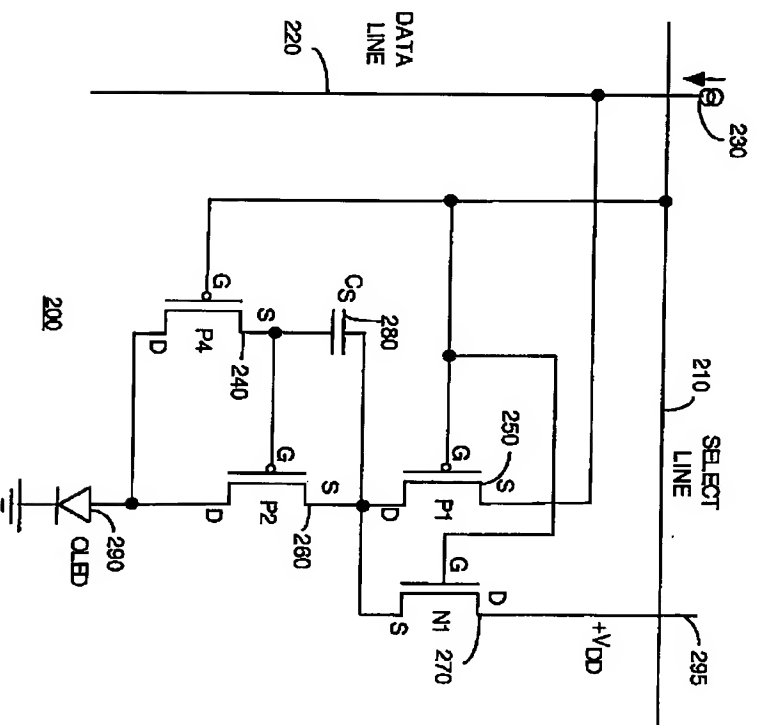 230
DATA
LINE
220
210
SELECT
LINE
295
+VDD
250
G
S
P1
D
G
D
N1
S
270
CS
280
G
S
P4
D
240
G
S
P2
D
260
290
OLED
200